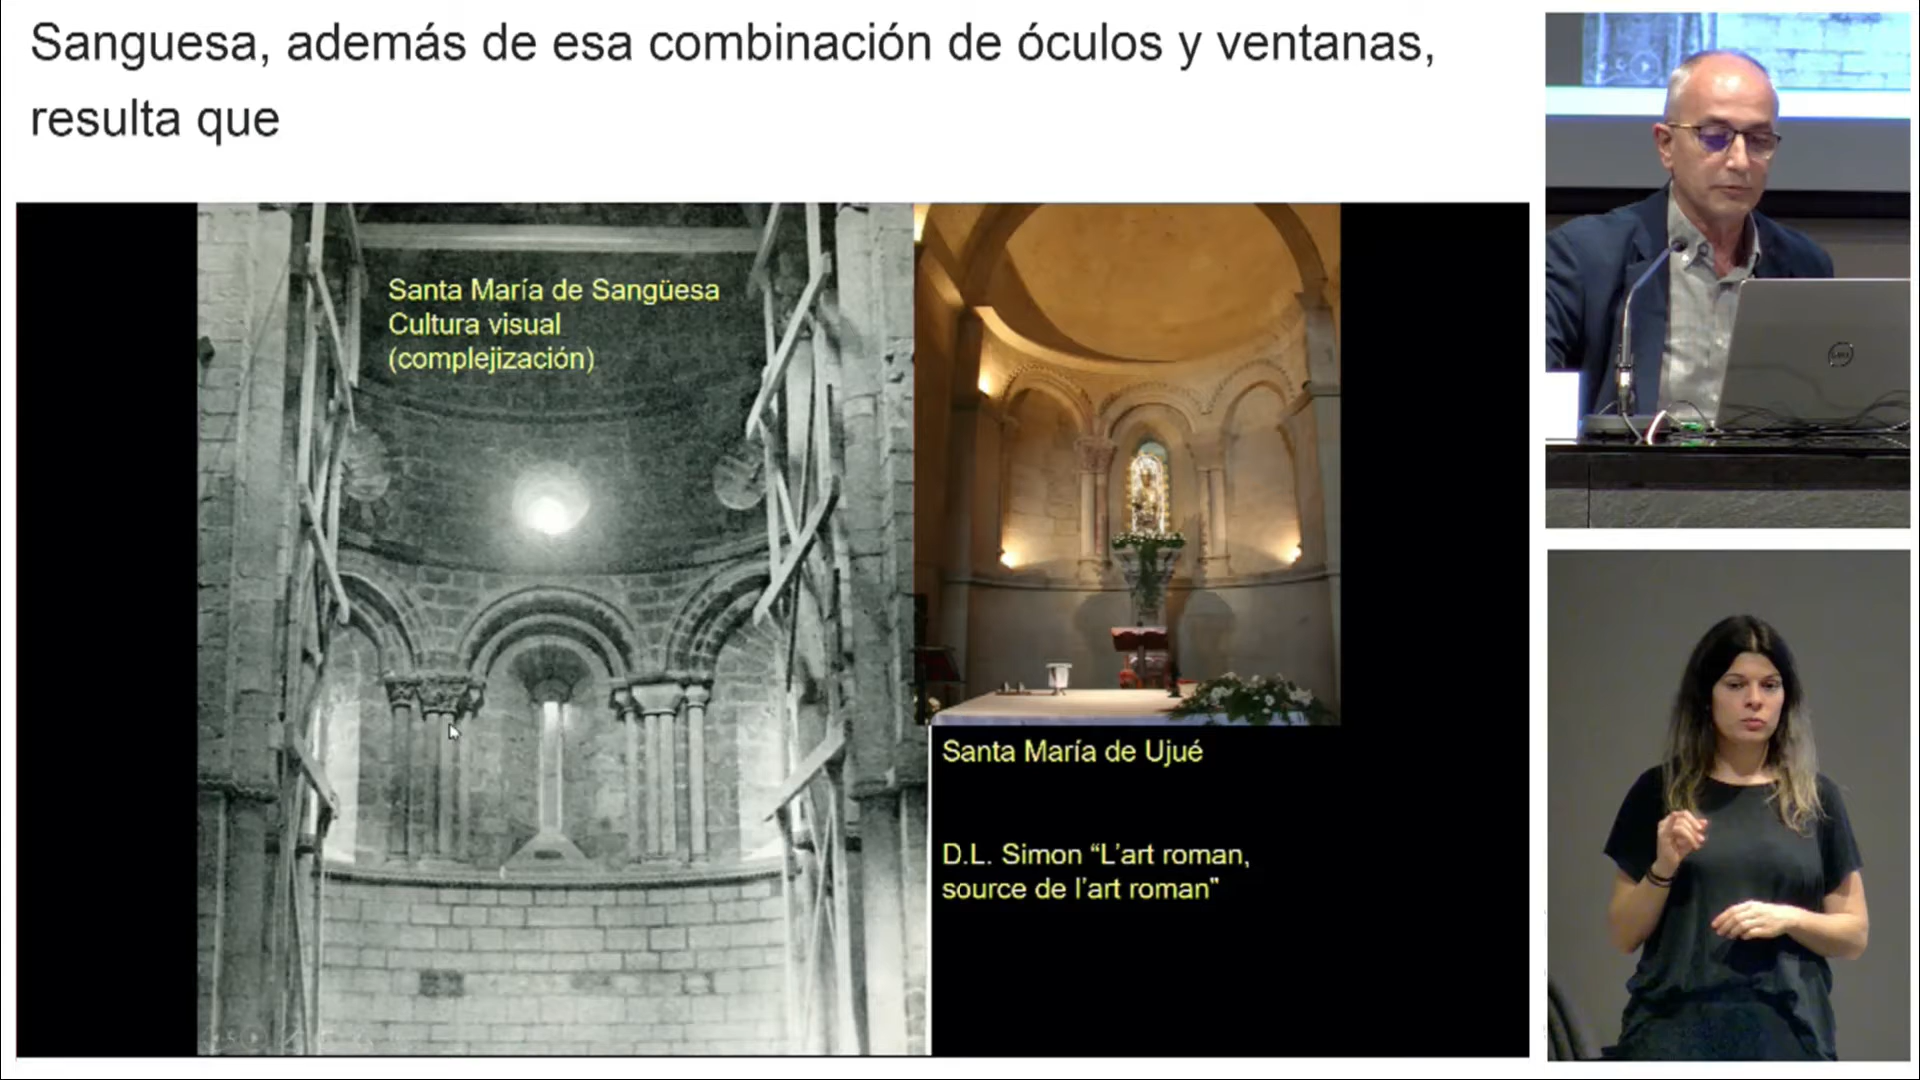 Sanguesa, además de esa combinación de óculos y ventanas,
resulta que
Santa María de Sangüesa
Cultura visual
(complejización)
Santa María de Ujué
D.L. Simon “L’art roman,
source de l’art roman”
DELL